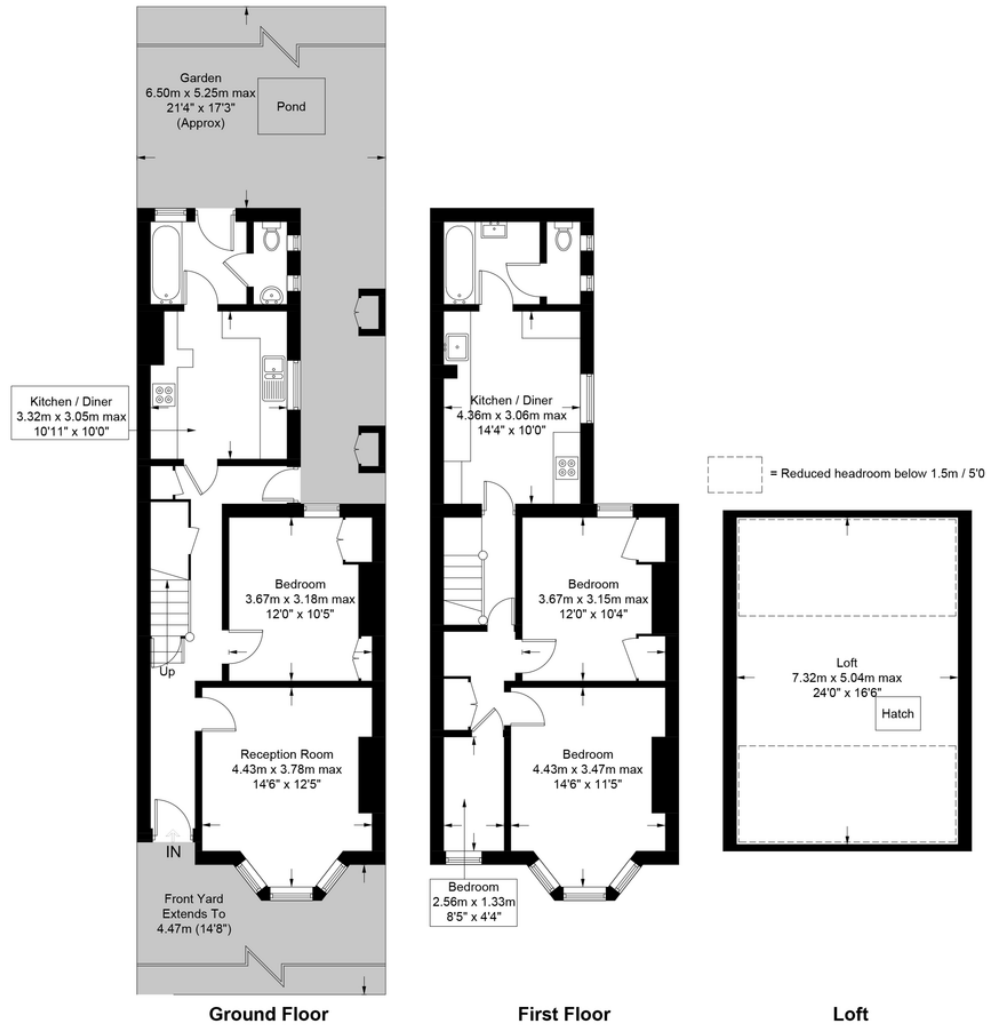 Garden
6.50m x 5.25m max
21'4" x 17'3"
(Approx)
Pond
Kitchen / Diner
3.32m x 3.05m max
10'11" x 10'0"
Bedroom
3.67m x 3.18m max
12'0" x 10'5"
Up
Reception Room
4.43m x 3.78m max
14'6" x 12'5"
IN
Front Yard
Extends To
4.47m (14'8")
Ground Floor
Kitchen / Diner
4.36m x 3.06m max
14'4" x 10'0"
Bedroom
3.67m x 3.15m max
12'0" x 10'4"
Bedroom
4.43m x 3.47m max
14'6" x 11'5"
Bedroom
2.56m x 1.33m
8'5" x 4'4"
First Floor
= Reduced headroom below 1.5m / 5'0
Loft
7.32m x 5.04m max
24'0" x 16'6"
Hatch
Loft